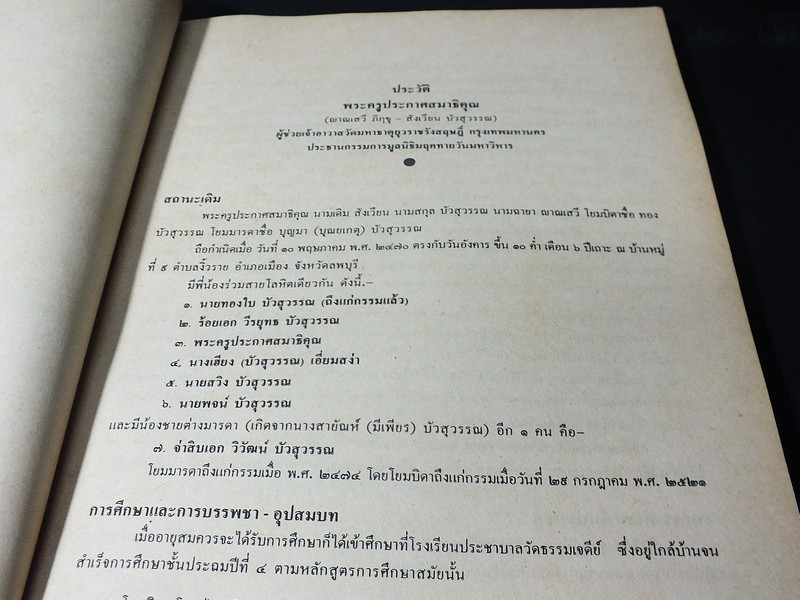 ประวัติ
พระครูประกาศสมาธิคุณ
(ญาณเสวี ภิกฺขุ – สังเวียน บัวสุวรรณ)
ผู้ช่วยเจ้าอาวาสวัดมหาธาตุยุวราชรังสฤษฎิ์ กรุงเทพมหานคร
ประธานกรรมการมูลนิธิมฤคทายวันมหาวิหาร
สถานะเดิม
พระครูประกาศสมาธิคุณ นามเดิม สังเวียน นามสกุล บัวสุวรรณ นามฉายา ญาณเสวี โยมบิดาชื่อ ทอง
บัวสุวรรณ โยมมารดาชื่อ บุญมา (บุณยเกตุ) บัวสุวรรณ
ถือกำเนิดเมื่อ วันที่ ๑๐ พฤษภาคม พ.ศ. ๒๔๗๐ ตรงกับวันอังคาร ขึ้น ๑๐ ค่ำ เดือน ๖ ปีเถาะ ณ บ้านหมู่
ที่ ๙ ตำบลงิ้วราย อำเภอเมือง จังหวัดลพบุรี
มีพี่น้องร่วมสายโลหิตเดียวกัน ดังนี้.–
๑. นายทองใบ บัวสุวรรณ (ถึงแก่กรรมแล้ว)
๒. ร้อยเอก วีรยุทธ บัวสุวรรณ
๓. พระครูประกาศสมาธิคุณ
๔, นางเฮียง (บัวสุวรรณ) เอี่ยมสง่า
๕. นายสวิง บัวสุวรรณ
๖. นายพจน์ บัวสุวรรณ
และมีน้องชายต่างมารดา (เกิดจากนางสายัณห์ (มีเพียร) บัวสุวรรณ) อีก ๑ คน คือ–
๗. จ่าสิบเอก วิวัฒน์ บัวสุวรรณ
โยมมารดาถึงแก่กรรมเมื่อ พ.ศ. ๒๔๗๔ โดยโยมบิดาถึงแก่กรรมเมื่อวันที่ ๒๙ กรกฎาคม พ.ศ. ๒๕๒๑
การศึกษาและการบรรพชา - อุปสมบท
เมื่ออายุสมควรจะได้รับการศึกษาก็ได้เข้าศึกษาที่โรงเรียนประชาบาลวัดธรรมเจดีย์ ซึ่งอยู่ใกล้บ้านจน
สำเร็จการศึกษาชั้นประถมปีที่ ๔ ตามหลักสูตรการศึกษาสมัยนั้น